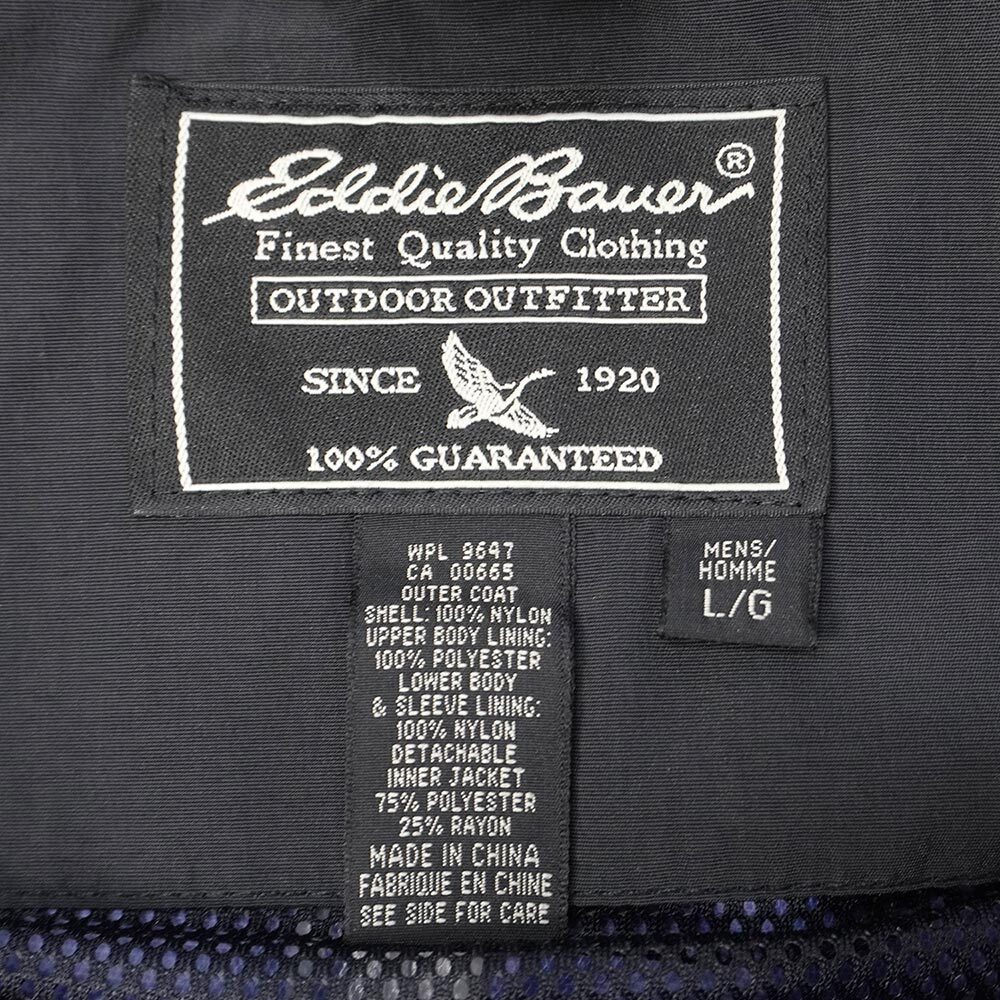 Eddie Bauer®
Finest Quality Clothing
OUTDOOR OUTFITTER
SINCE 1920
100% GUARANTEED
WPL 9647
CA 00665
OUTER COAT
SHELL: 100% NYLON
UPPER BODY LINING:
100% POLYESTER
LOWER BODY
& SLEEVE LINING:
100% NYLON
DETACHABLE
INNER JACKET
75% POLYESTER
25% RAYON
MADE IN CHINA
FABRIQUE EN CHINE
SEE SIDE FOR CARE
MENS/
HOMME
L/G